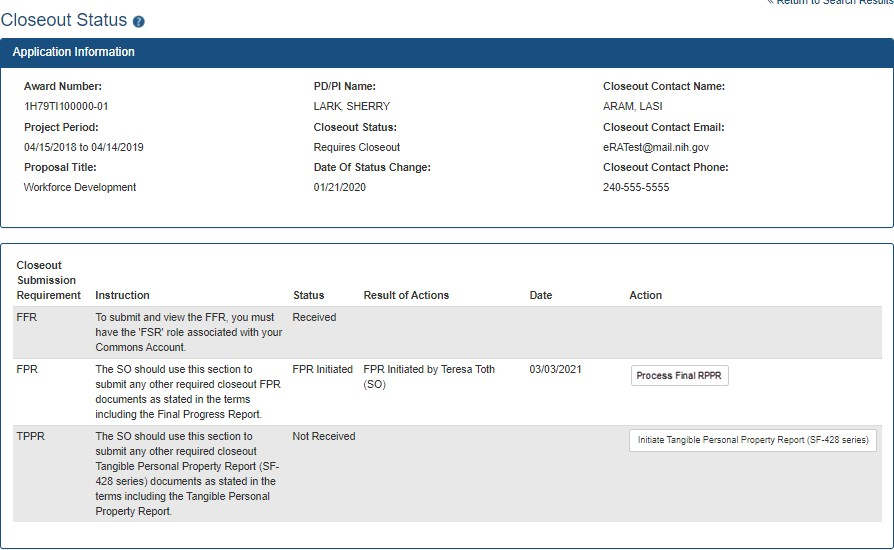 « Return to Search Results
Closeout Status ?
Application Information
Award Number:
1H79TI100000-01
Project Period:
04/15/2018 to 04/14/2019
Proposal Title:
Workforce Development
PD/PI Name:
LARK, SHERRY
Closeout Status:
Requires Closeout
Date Of Status Change:
01/21/2020
Closeout Contact Name:
ARAM, LASI
Closeout Contact Email:
eRATest@mail.nih.gov
Closeout Contact Phone:
240-555-5555
Closeout
Submission
Requirement Instruction Status Result of Actions Date Action
FFR To submit and view the FFR, you must Received
have the 'FSR' role associated with your
Commons Account.
FPR The SO should use this section to FPR Initiated FPR Initiated by Teresa Toth 03/03/2021 Process Final RPPR
submit any other required closeout FPR (SO)
documents as stated in the terms
including the Final Progress Report.
TPPR The SO should use this section to Not Received Initiate Tangible Personal Property Report (SF-428 series)
submit any other required closeout
Tangible Personal Property Report (SF-
428 series) documents as stated in the
terms including the Tangible Personal
Property Report.